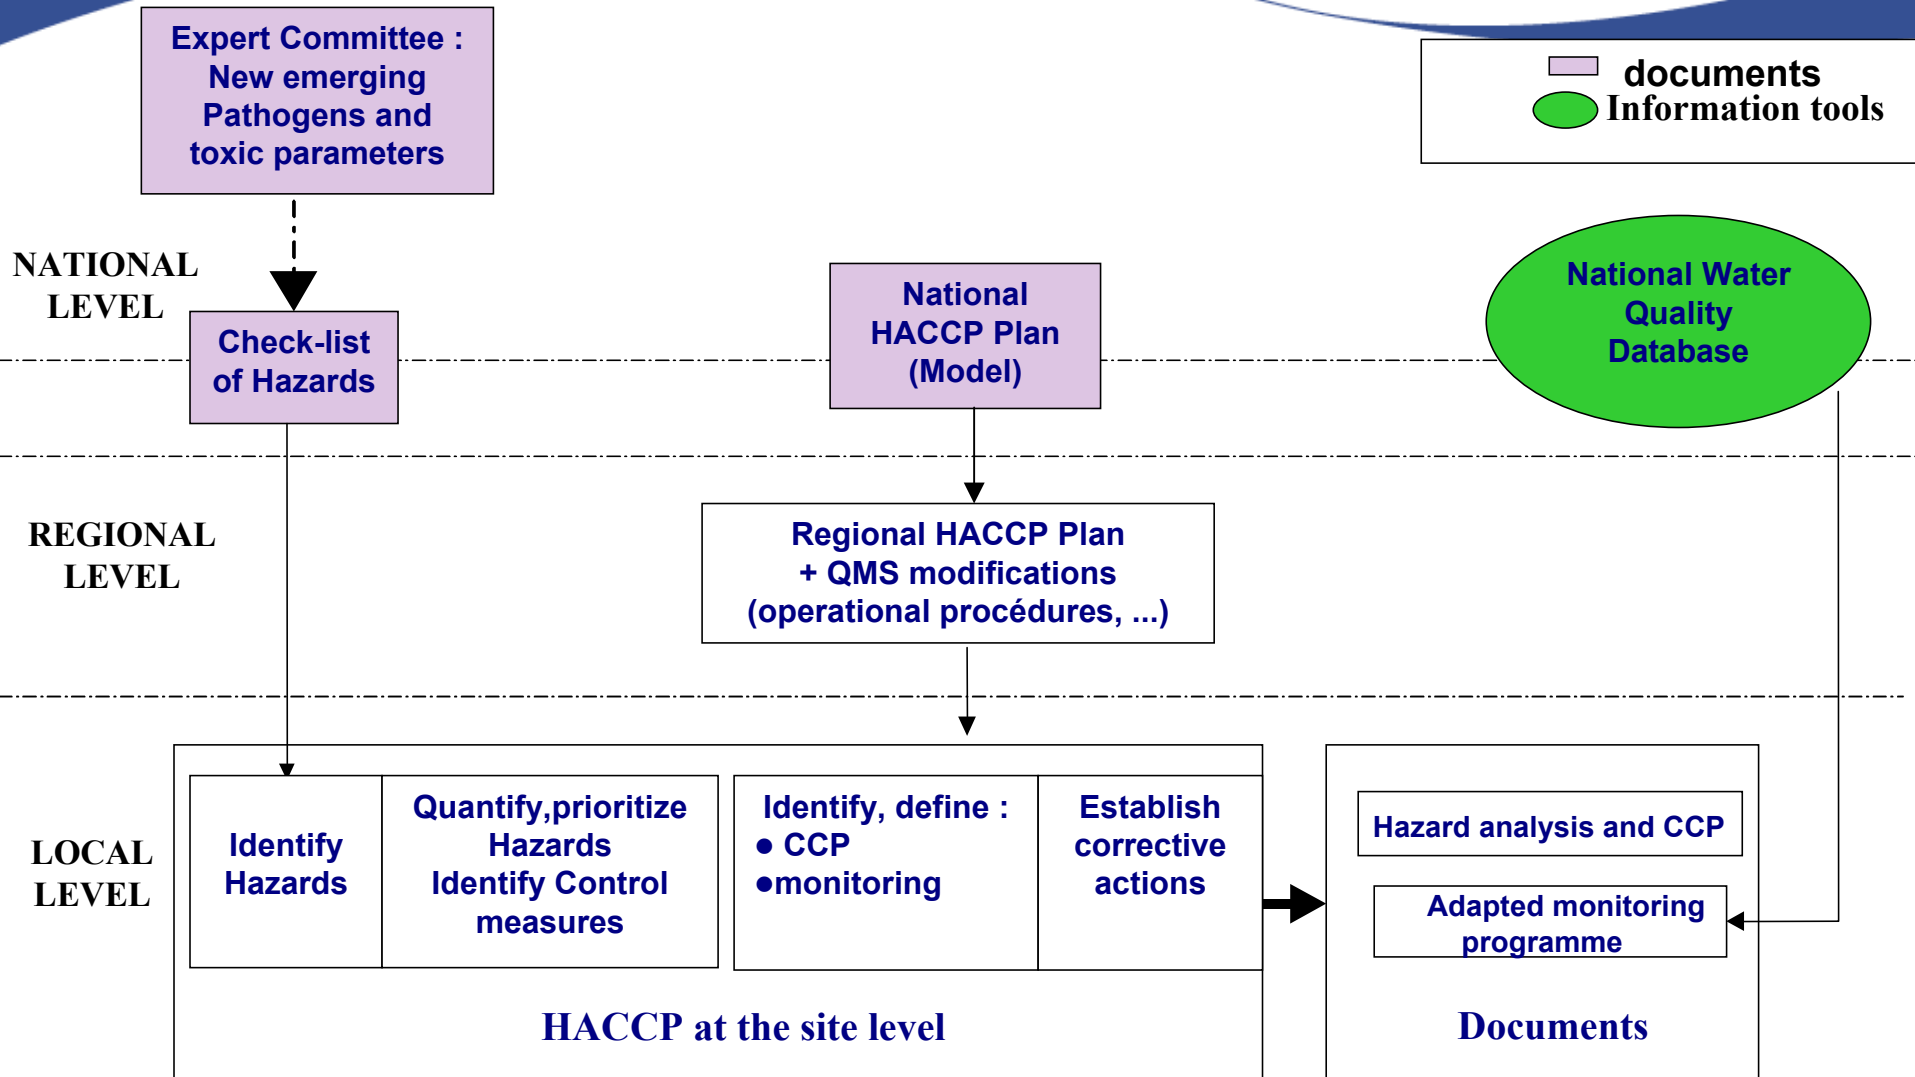 Expert Committee :
New emerging
Pathogens and
toxic parameters
documents
Information tools
NATIONAL
LEVEL
Check-list
of Hazards
National
HACCP Plan
(Model)
National Water
Quality
Database
REGIONAL
LEVEL
Regional HACCP Plan
+ QMS modifications
(operational procédures, ...)
LOCAL
LEVEL
Identify
Hazards
Quantify,prioritize
Hazards
Identify Control
measures
Identify, define :
● CCP
●monitoring
Establish
corrective
actions
HACCP at the site level
Hazard analysis and CCP
Adapted monitoring
programme
Documents